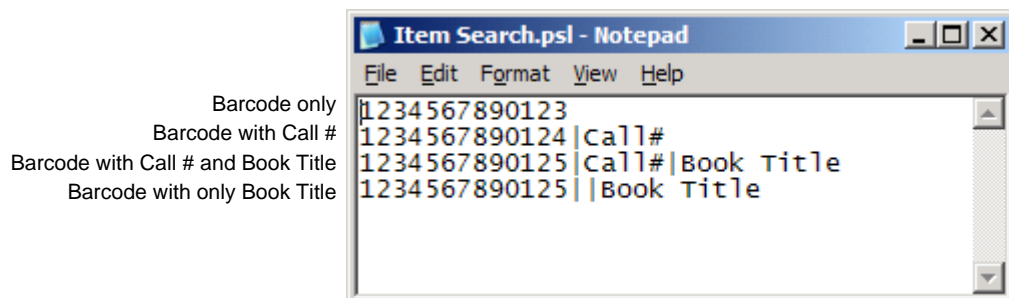 Item Search.psl - Notepad
File Edit Format View Help
Barcode only 1234567890123
Barcode with Call # 1234567890124|Call#
Barcode with Call # and Book Title 1234567890125|Call#|Book Title
Barcode with only Book Title 1234567890125||Book Title